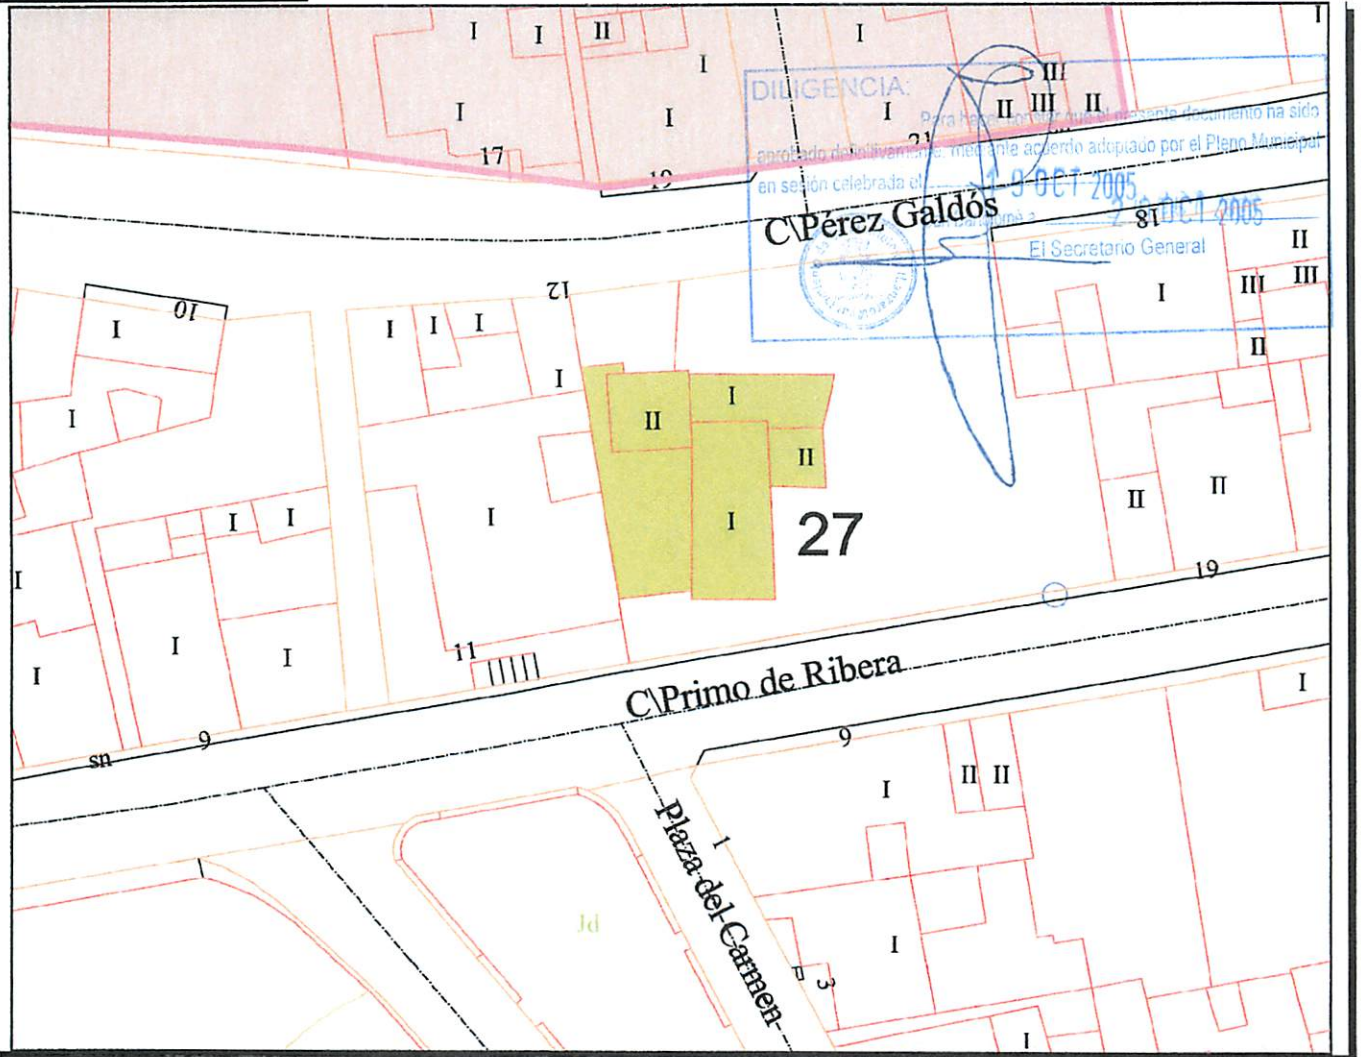 I I II I I III
DILIGENCIA:
I I I II III II
Para hacer constar que el presente documento ha sido
17 19 21
aprobado definitivamente, mediante acuerdo adoptado por el Pleno Municipal
en sesión celebrada el 19 OCT 2005
C\Pérez Galdós
2 OCT 2005
18
El Secretario General
II
I III III
10 12
I I I I II
I I I
I II II
II II
I I I I
27
I 19
I I 11
I
C\Primo de Ribera
I
sn 9 9
I II II
1
Plaza del Carmen
Jd I
3
I